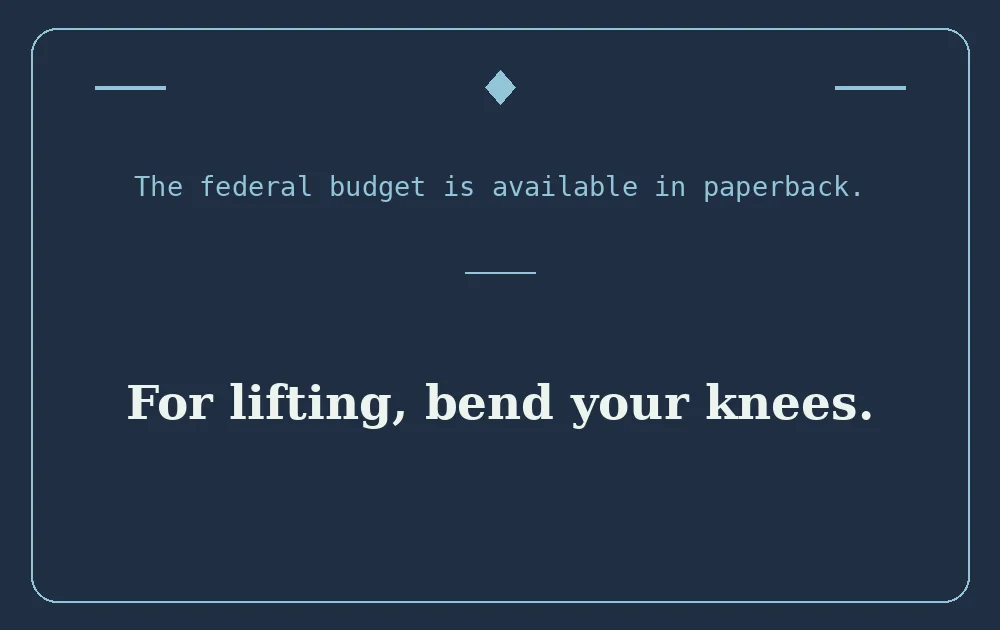 The federal budget is available in paperback.
For lifting, bend your knees.